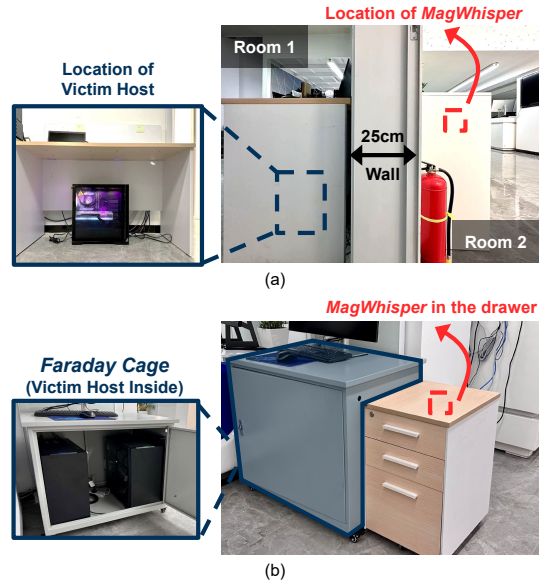 Location of MagWhisper
Room 1
Location of
Victim Host
25cm
Wall
Room 2
(a)
MagWhisper in the drawer
Faraday Cage
(Victim Host Inside)
(b)